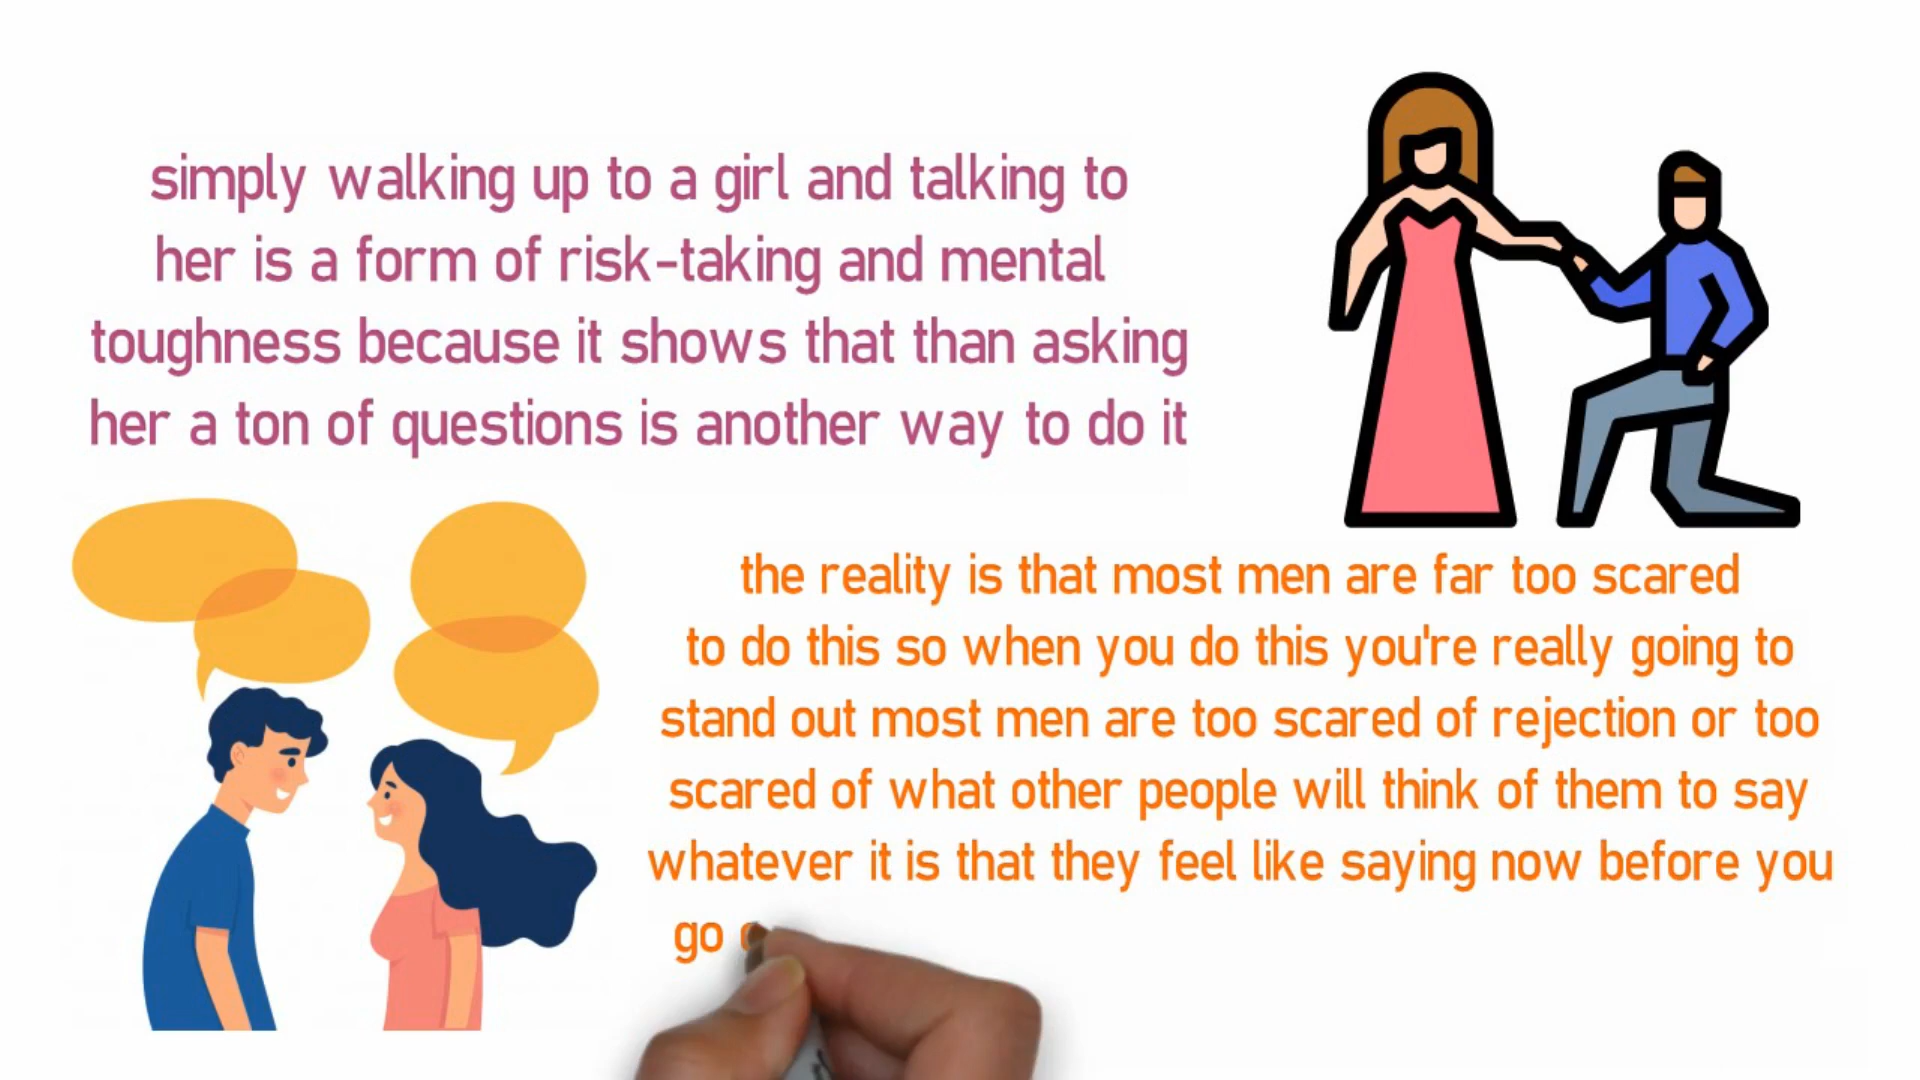 simply walking up to a girl and talking to
her is a form of risk-taking and mental
toughness because it shows that than asking
her a ton of questions is another way to do it
the reality is that most men are far too scared
to do this so when you do this you're really going to
stand out most men are too scared of rejection or too
scared of what other people will think of them to say
whatever it is that they feel like saying now before you
go